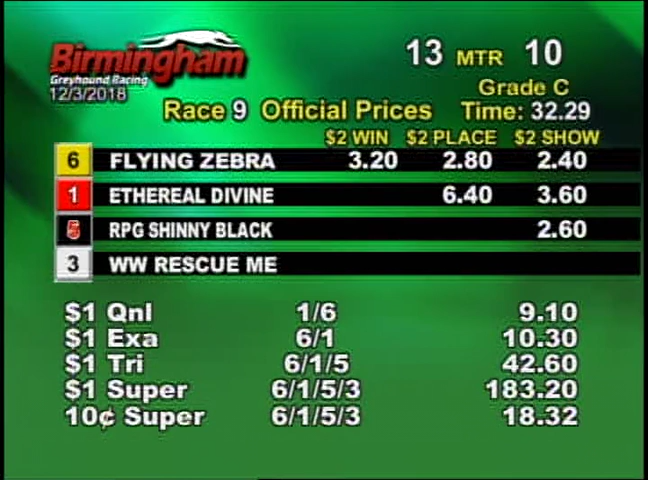 Birmingham
Greyhound Racing
12/3/2018
13 MTR 10
Grade C
Race 9 Official Prices Time: 32.29
$2 WIN $2 PLACE $2 SHOW
6 FLYING ZEBRA 3.20 2.80 2.40
1 ETHEREAL DIVINE 6.40 3.60
5 RPG SHINNY BLACK 2.60
3 WW RESCUE ME
$1 Qnl 1/6 9.10
$1 Exa 6/1 10.30
$1 Tri 6/1/5 42.60
$1 Super 6/1/5/3 183.20
10¢ Super 6/1/5/3 18.32